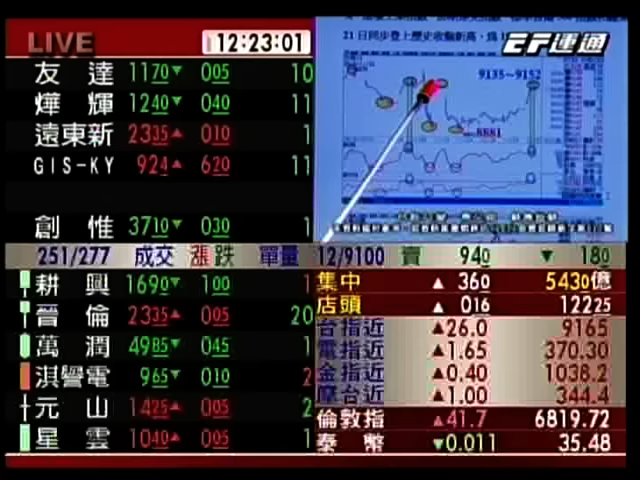 LIVE
12:23:01
EF連通
友達 1170▼ 005 10
燁輝 1240▼ 040 11
遠東新 2335▲ 010 1
GIS-KY 924▲ 620 11
創惟 3710▼ 030 1
9135~9152
8881
251/277 成交 漲跌 單量
12/9100 賣 940 ▼ 180
耕興 1690▼ 100 1
晉倫 2335▲ 005 20
萬潤 4985▼ 045 1
淇譽電 965▼ 010 2
元山 1425▲ 005 2
星雲 1040▲ 005 1
集中 ▲ 360 5430億
店頭 ▲ 016 12225
台指近 ▲26.0 9165
電指近 ▲1.65 370.30
金指近 ▲0.40 1038.2
摩台近 ▲1.00 344.4
倫敦指 ▲41.7 6819.72
泰幣 ▼0.011 35.48